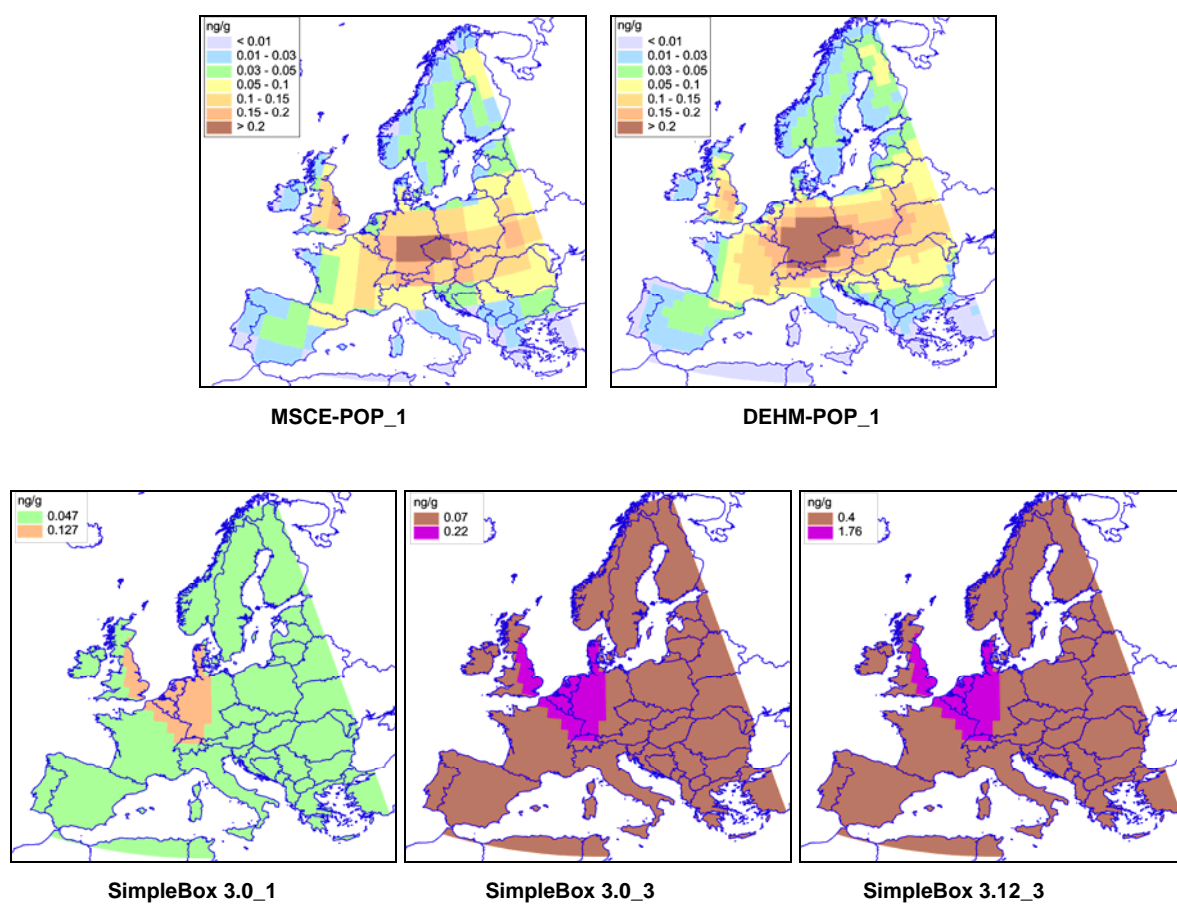 ng/g
< 0.01
0.01 - 0.03
0.03 - 0.05
0.05 - 0.1
0.1 - 0.15
0.15 - 0.2
> 0.2
ng/g
< 0.01
0.01 - 0.03
0.03 - 0.05
0.05 - 0.1
0.1 - 0.15
0.15 - 0.2
> 0.2
MSCE-POP_1
DEHM-POP_1
ng/g
0.047
0.127
ng/g
0.07
0.22
ng/g
0.4
1.76
SimpleBox 3.0_1
SimpleBox 3.0_3
SimpleBox 3.12_3